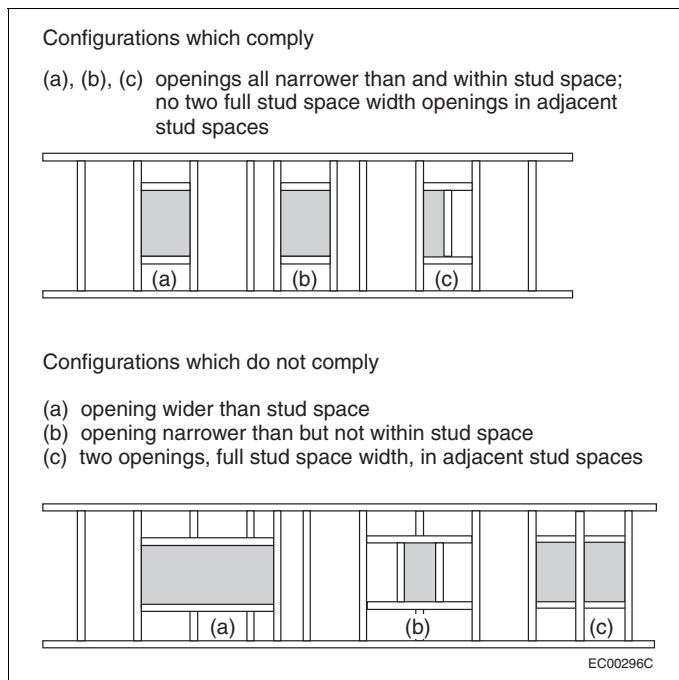 Configurations which comply
(a), (b), (c) openings all narrower than and within stud space;
no two full stud space width openings in adjacent
stud spaces
(a)
(b)
(c)
Configurations which do not comply
(a) opening wider than stud space
(b) opening narrower than but not within stud space
(c) two openings, full stud space width, in adjacent stud spaces
(a)
(b)
(c)
EC00296C